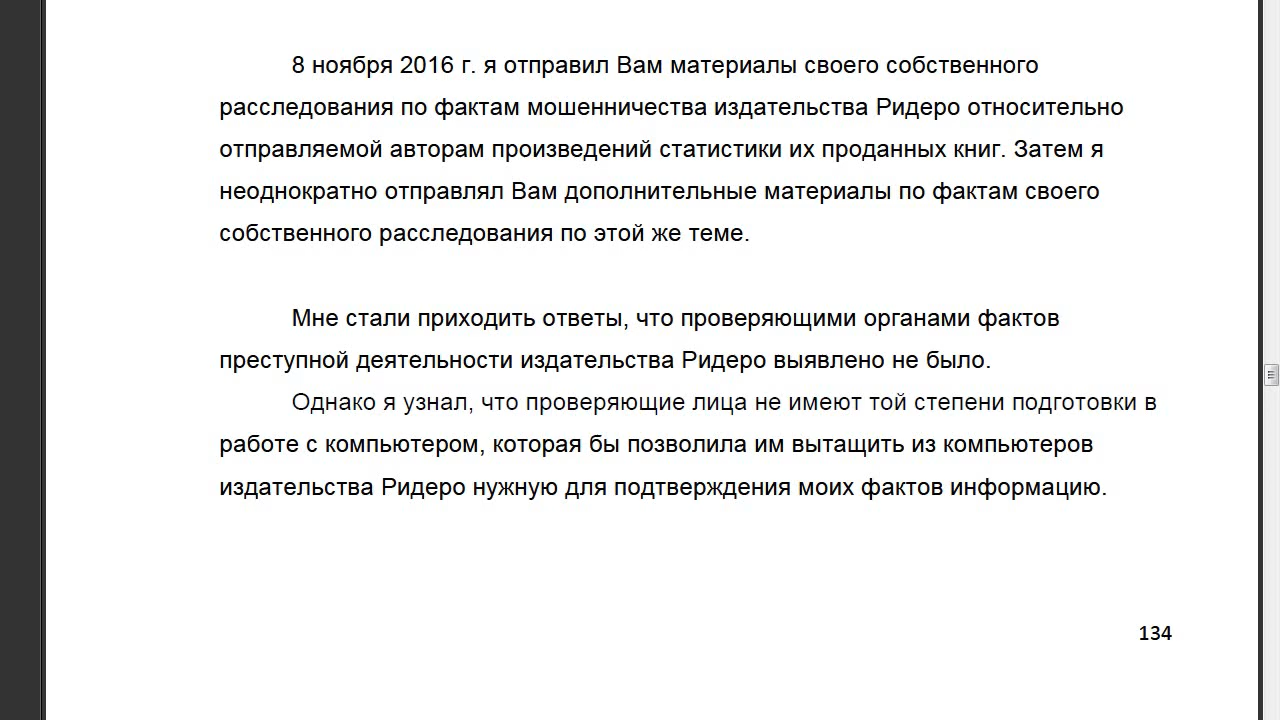 8 ноября 2016 г. я отправил Вам материалы своего собственного
расследования по фактам мошенничества издательства Ридеро относительно
отправляемой авторам произведений статистики их проданных книг. Затем я
неоднократно отправлял Вам дополнительные материалы по фактам своего
собственного расследования по этой же теме.
Мне стали приходить ответы, что проверяющими органами фактов
преступной деятельности издательства Ридеро выявлено не было.
Однако я узнал, что проверяющие лица не имеют той степени подготовки в
работе с компьютером, которая бы позволила им вытащить из компьютеров
издательства Ридеро нужную для подтверждения моих фактов информацию.
134